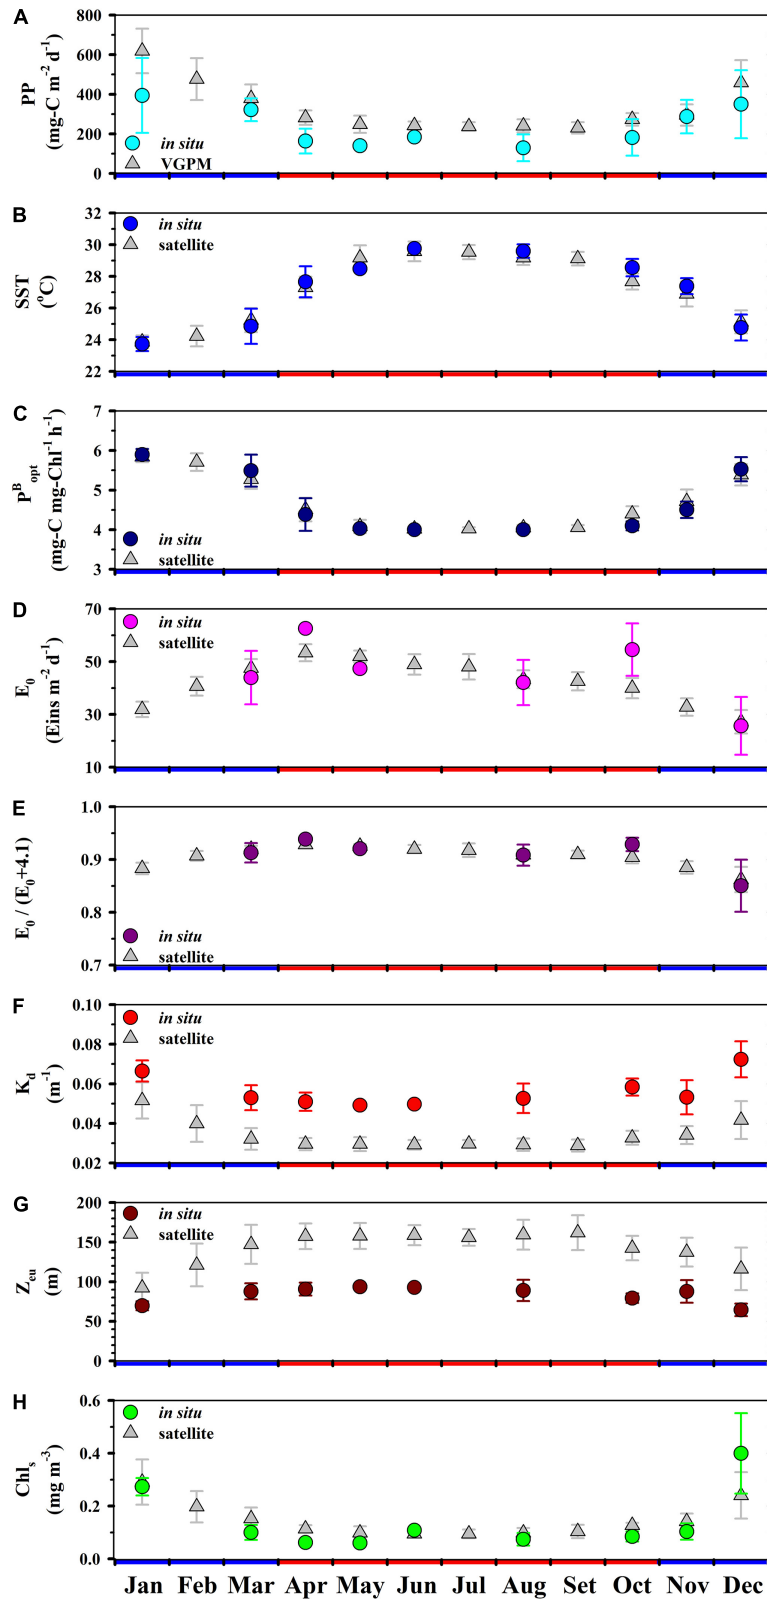 A
PP
(mg-C m⁻² d⁻¹)
800
600
400
200
0
in situ
VGPM
B
SST
(°C)
32
30
28
26
24
22
in situ
satellite
C
Pᴮopt
(mg-C mg-Chl⁻¹ h⁻¹)
7
6
5
4
3
in situ
satellite
D
E₀
(Eins m⁻² d⁻¹)
70
50
30
10
in situ
satellite
E
E₀ / (E₀+4.1)
1.0
0.9
0.8
0.7
in situ
satellite
F
Kd
(m⁻¹)
0.10
0.08
0.06
0.04
0.02
in situ
satellite
G
Zeu
(m)
200
150
100
50
0
in situ
satellite
H
Chls
(mg m⁻³)
0.6
0.4
0.2
0.0
in situ
satellite
Jan Feb Mar Apr May Jun Jul Aug Set Oct Nov Dec